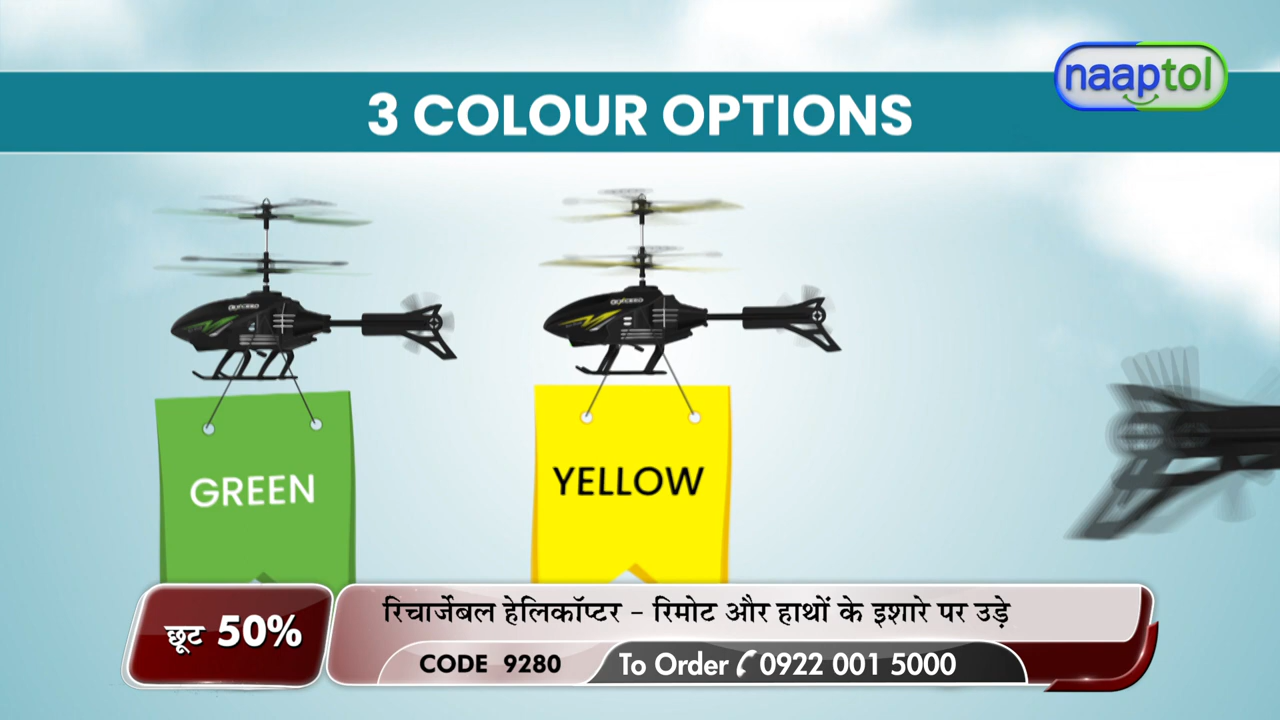 naaptol
3 COLOUR OPTIONS
GREEN
YELLOW
छूट 50%
रिचार्जेबल हेलिकॉप्टर – रिमोट और हाथों के इशारे पर उड़े
CODE 9280
To Order 0922 001 5000